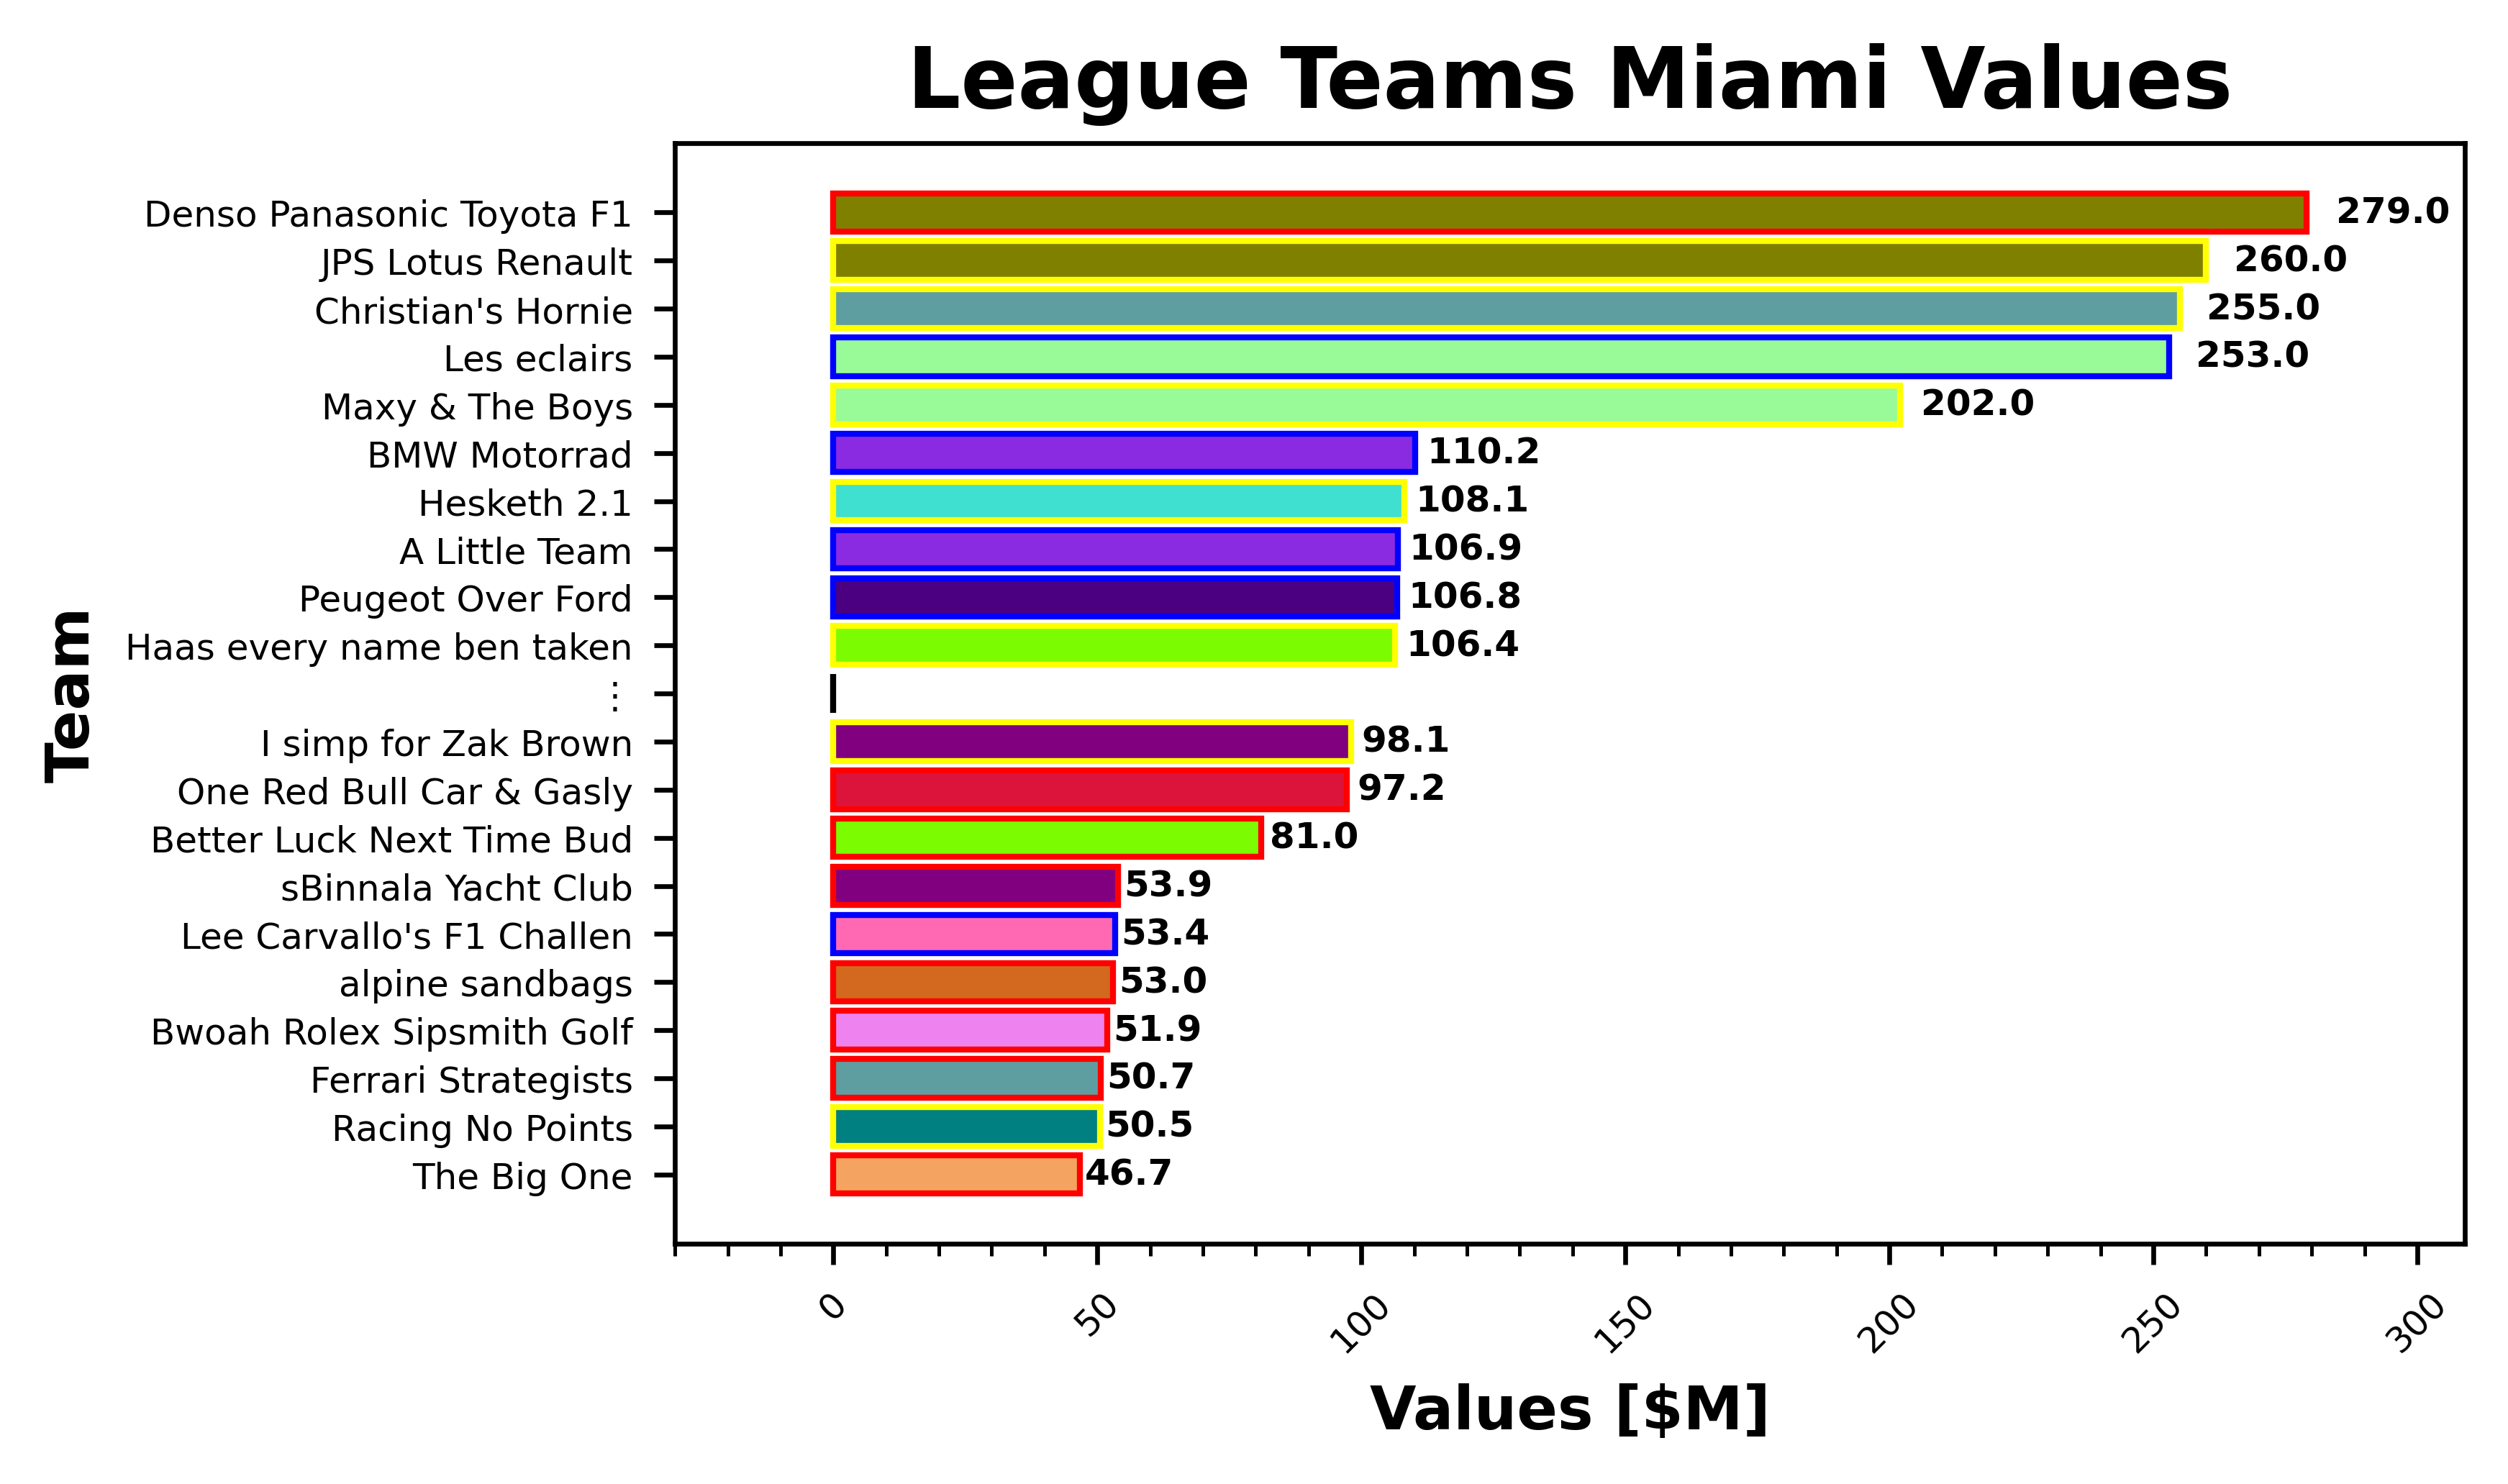 League Teams Miami Values
Team
Denso Panasonic Toyota F1 279.0
JPS Lotus Renault 260.0
Christian's Hornie 255.0
Les eclairs 253.0
Maxy & The Boys 202.0
BMW Motorrad 110.2
Hesketh 2.1 108.1
A Little Team 106.9
Peugeot Over Ford 106.8
Haas every name ben taken 106.4
⋮
I simp for Zak Brown 98.1
One Red Bull Car & Gasly 97.2
Better Luck Next Time Bud 81.0
sBinnala Yacht Club 53.9
Lee Carvallo's F1 Challen 53.4
alpine sandbags 53.0
Bwoah Rolex Sipsmith Golf 51.9
Ferrari Strategists 50.7
Racing No Points 50.5
The Big One 46.7
0 50 100 150 200 250 300
Values [$M]